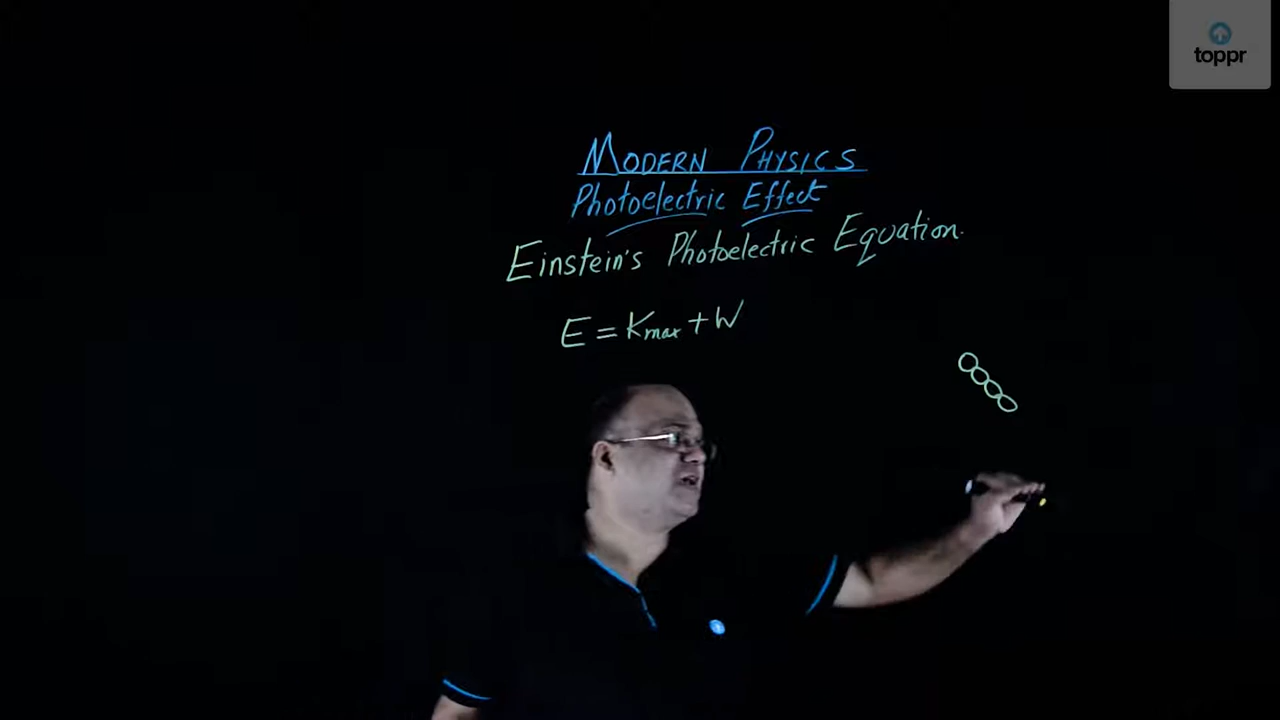 toppr
MODERN PHYSICS
Photoelectric Effect
Einstein's Photoelectric Equation.
E = Kmax + W